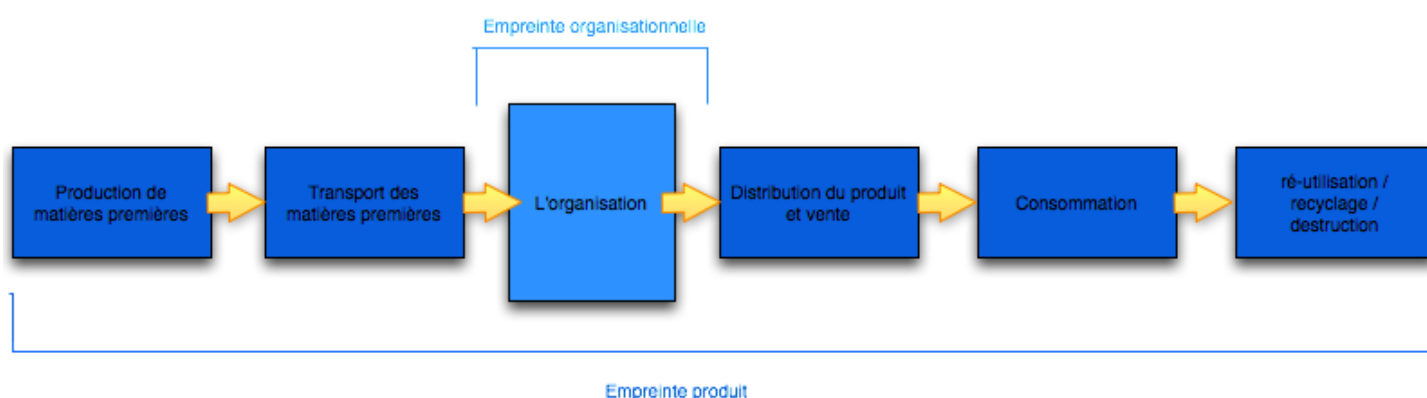 Empreinte organisationnelle
Production de
matières premières
Transport des
matières premières
L'organisation
Distribution du produit
et vente
Consommation
ré-utilisation /
recyclage /
destruction
Empreinte produit